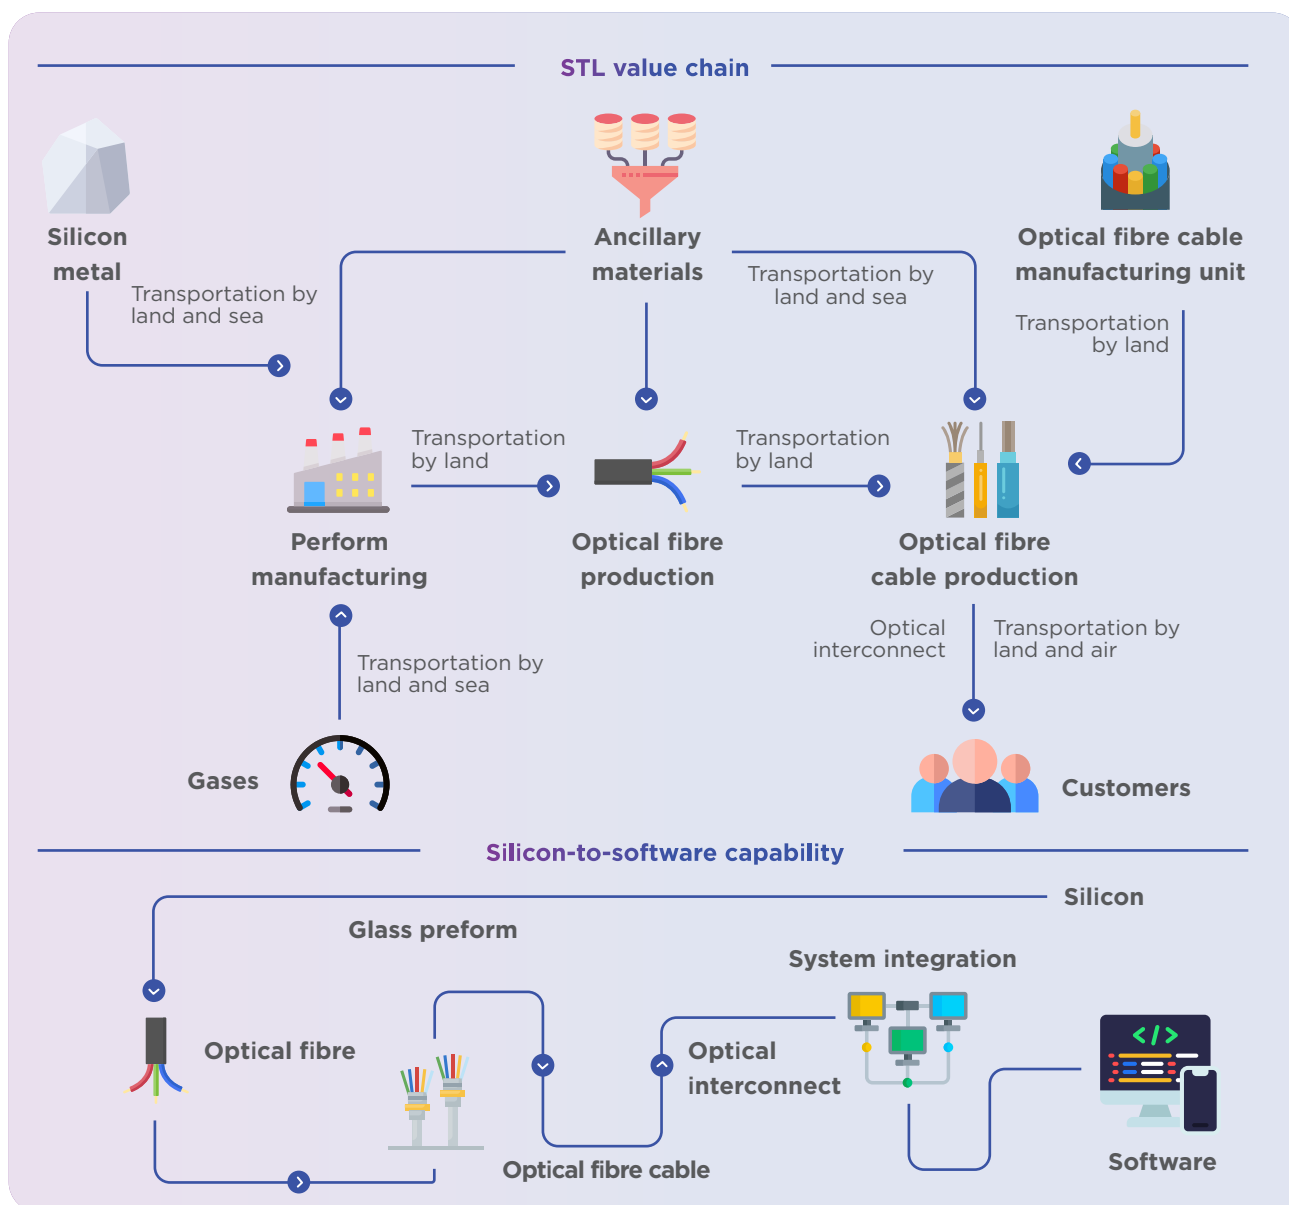 STL value chain
Silicon
metal
Ancillary
materials
Optical fibre cable
manufacturing unit
Transportation by
land and sea
Transportation by
land and sea
Transportation
by land
Transportation
by land
Transportation
by land
Perform
manufacturing
Optical fibre
production
Optical fibre
cable production
Optical
interconnect
Transportation by
land and air
Transportation by
land and sea
Gases
Customers
Silicon-to-software capability
Silicon
Glass preform
System integration
Optical fibre
Optical
interconnect
Optical fibre cable
Software